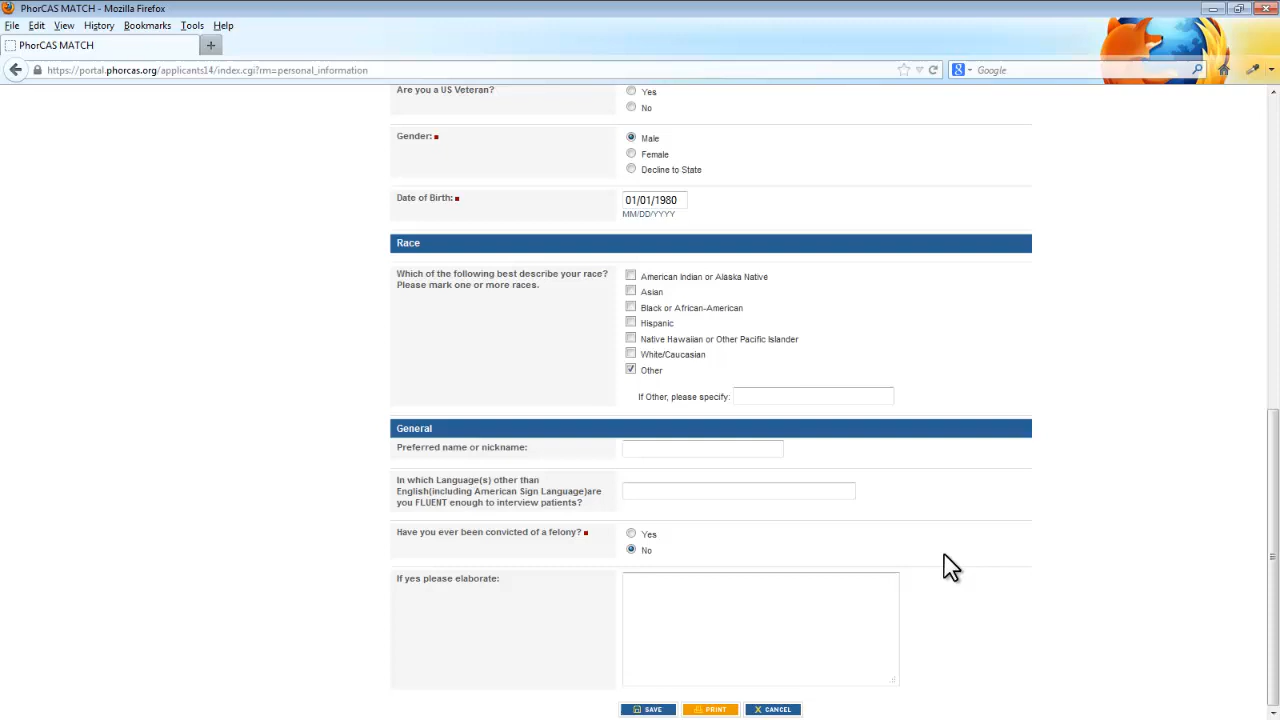 PhorCAS MATCH - Mozilla Firefox
File Edit View History Bookmarks Tools Help
PhorCAS MATCH
https://portal.phorcas.org/applicants14/index.cgi?rm=personal_information
Google
Are you a US Veteran?
Yes
No
Gender:
Male
Female
Decline to State
Date of Birth:
01/01/1980
MM/DD/YYYY
Race
Which of the following best describe your race?
Please mark one or more races.
American Indian or Alaska Native
Asian
Black or African-American
Hispanic
Native Hawaiian or Other Pacific Islander
White/Caucasian
Other
If Other, please specify:
General
Preferred name or nickname:
In which Language(s) other than
English(including American Sign Language)are
you FLUENT enough to interview patients?
Have you ever been convicted of a felony?
Yes
No
If yes please elaborate:
SAVE PRINT CANCEL